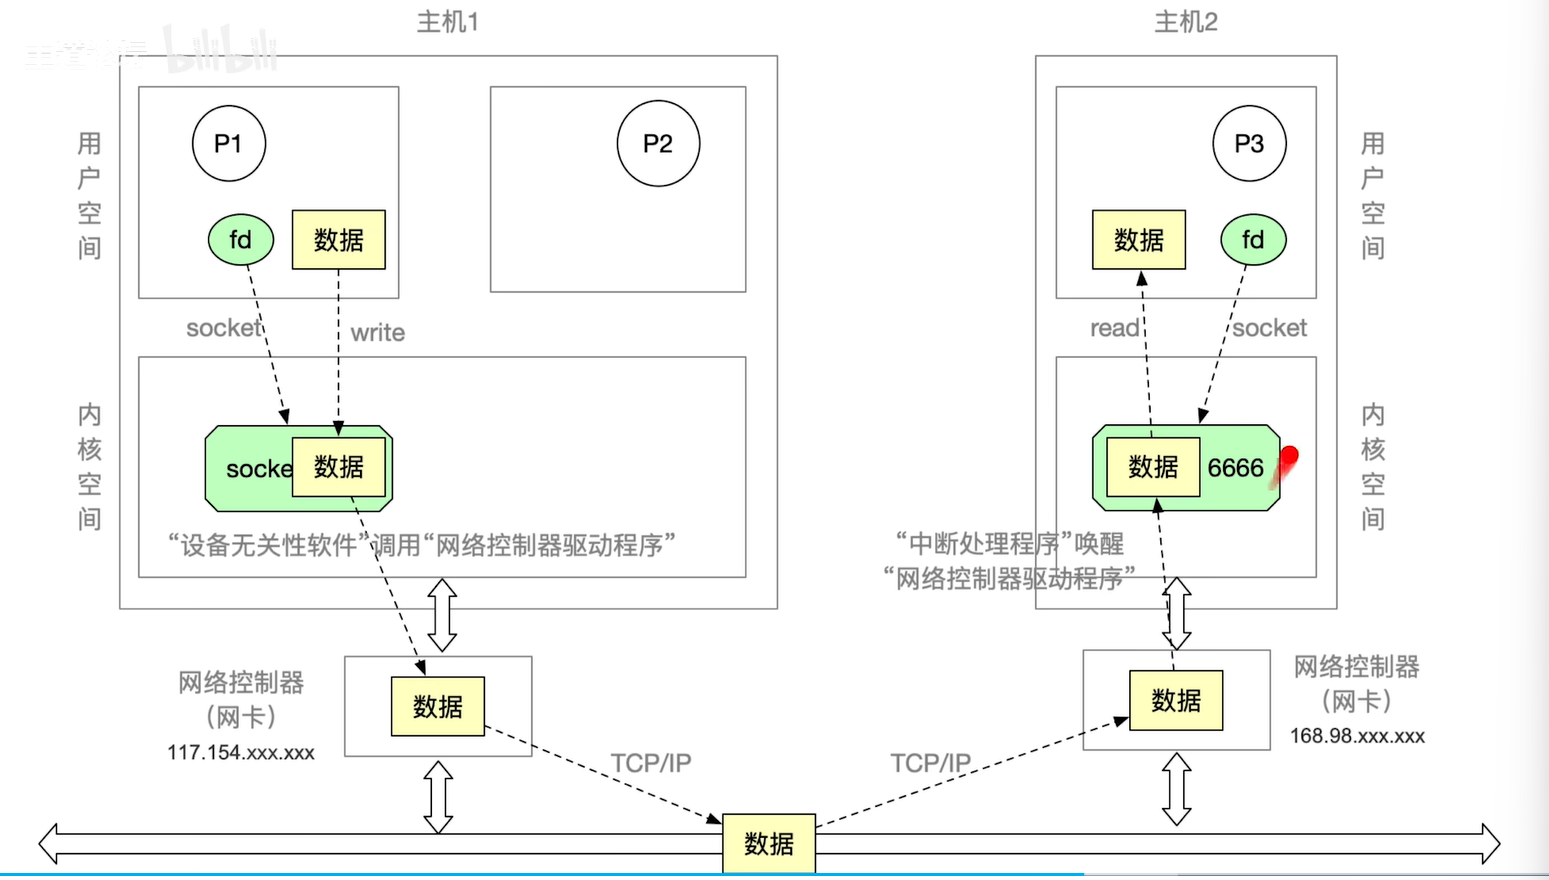 主机1
主机2
bilibili
用户空间
P1
P2
P3
用户空间
fd
数据
数据
fd
socket
write
read
socket
内核空间
socke
数据
数据
6666
内核空间
“设备无关性软件”调用“网络控制器驱动程序”
“中断处理程序”唤醒
“网络控制器驱动程序”
网络控制器
（网卡）
117.154.xxx.xxx
数据
数据
网络控制器
（网卡）
168.98.xxx.xxx
TCP/IP
TCP/IP
数据